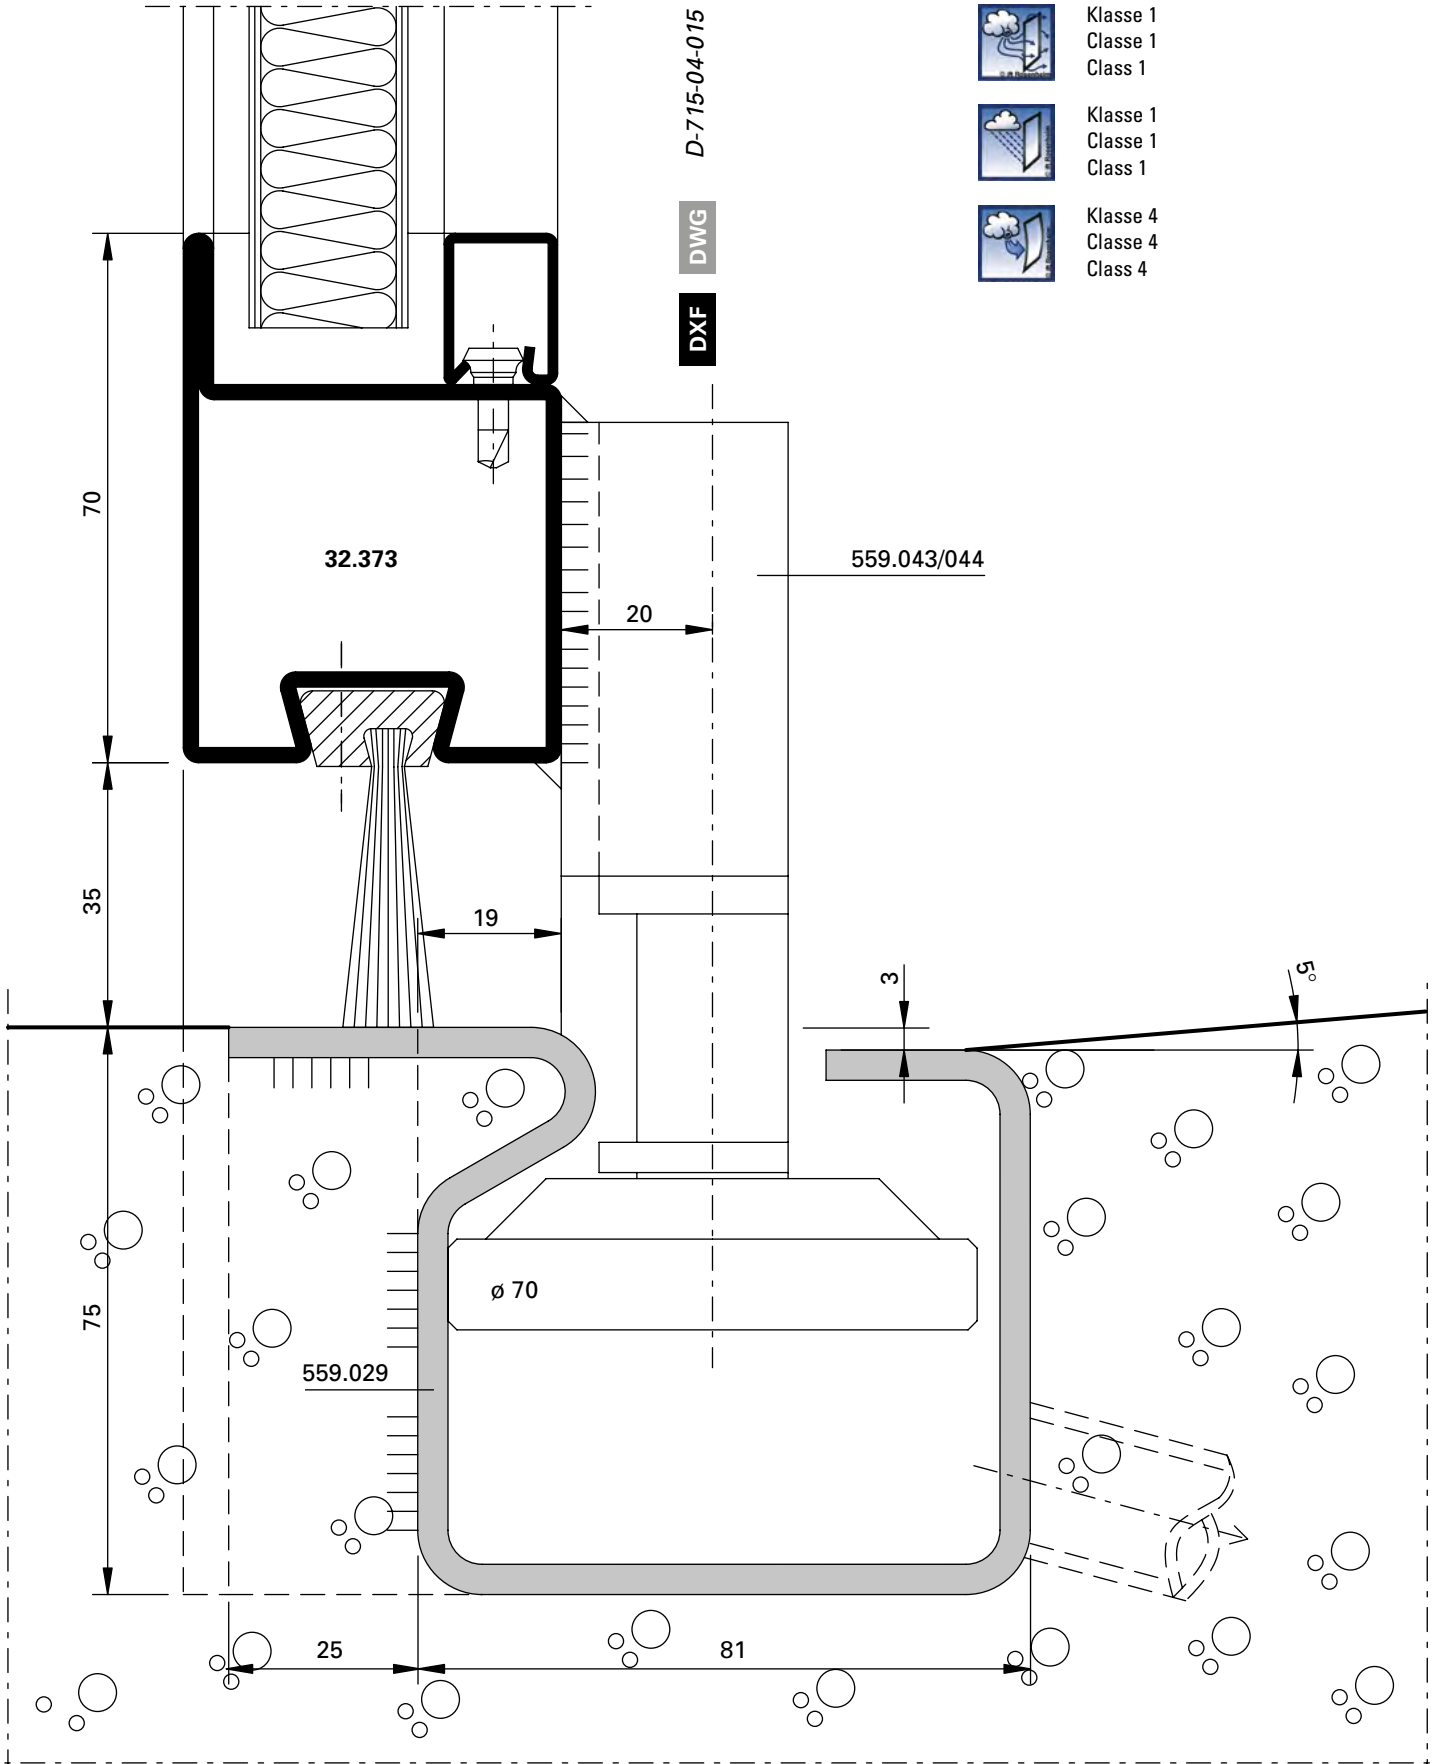 D-715-04-015
DWG
DXF
Klasse 1
Classe 1
Class 1
Klasse 1
Classe 1
Class 1
Klasse 4
Classe 4
Class 4
70
32.373
559.043/044
20
35
19
3
5°
ø 70
75
559.029
25
81